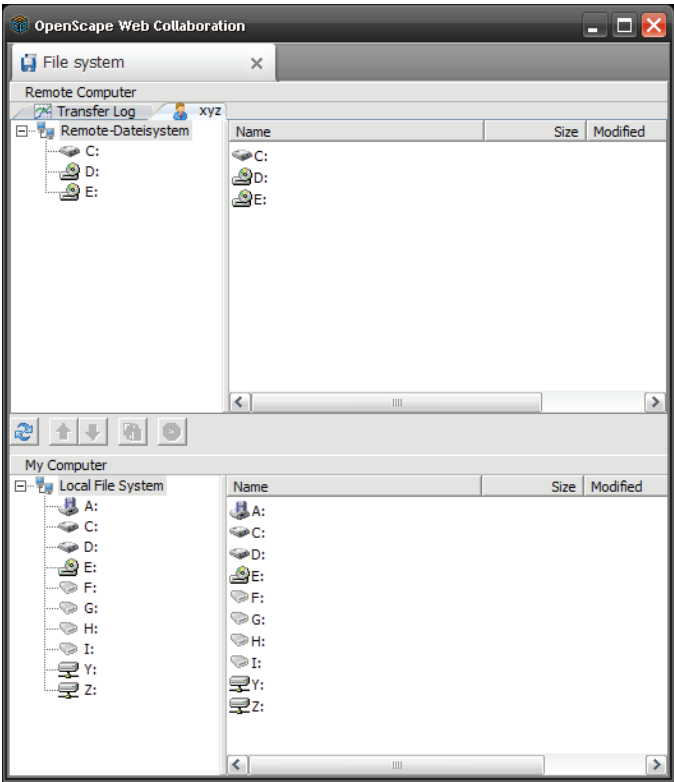 OpenScape Web Collaboration
File system
Remote Computer
Transfer Log xyz
Remote-Dateisystem
C:
D:
E:
Name Size Modified
C:
D:
E:
My Computer
Local File System
A:
C:
D:
E:
F:
G:
H:
I:
Y:
Z:
Name Size Modified
A:
C:
D:
E:
F:
G:
H:
I:
Y:
Z: